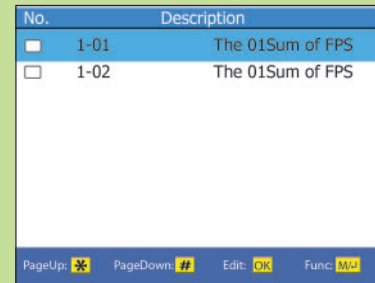 No. Description
1-01 The 01Sum of FPS
1-02 The 01Sum of FPS
PageUp: * PageDown: # Edit: OK Func: M/↵